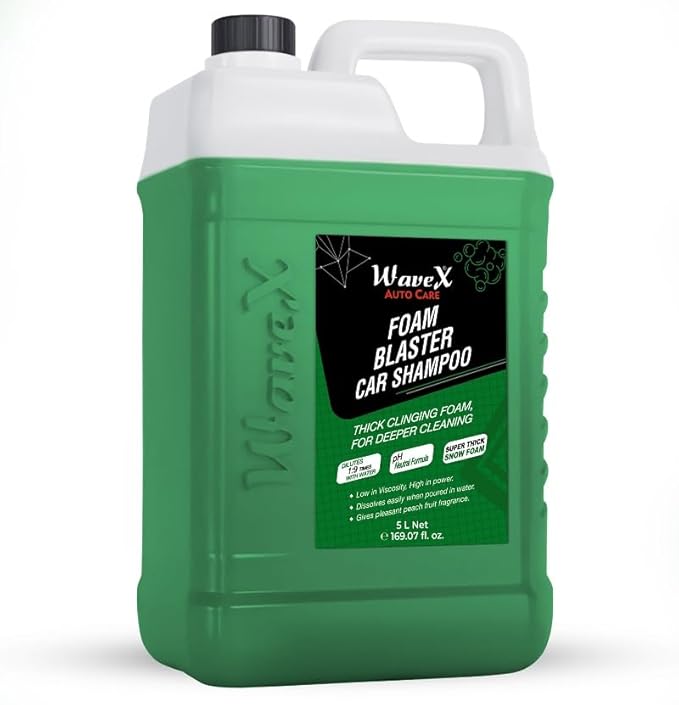 WaveX®
WaveX
AUTO CARE
FOAM
BLASTER
CAR SHAMPOO
THICK CLINGING FOAM,
FOR DEEPER CLEANING
DILUTES
1:9 TIMES
WITH WATER
pH
Neutral Formula
SUPER THICK
SNOW FOAM
• Low in Viscosity, High in power.
• Dissolves easily when poured in water.
• Gives pleasant peach fruit fragrance.
5 L Net
℮ 169.07 fl. oz.